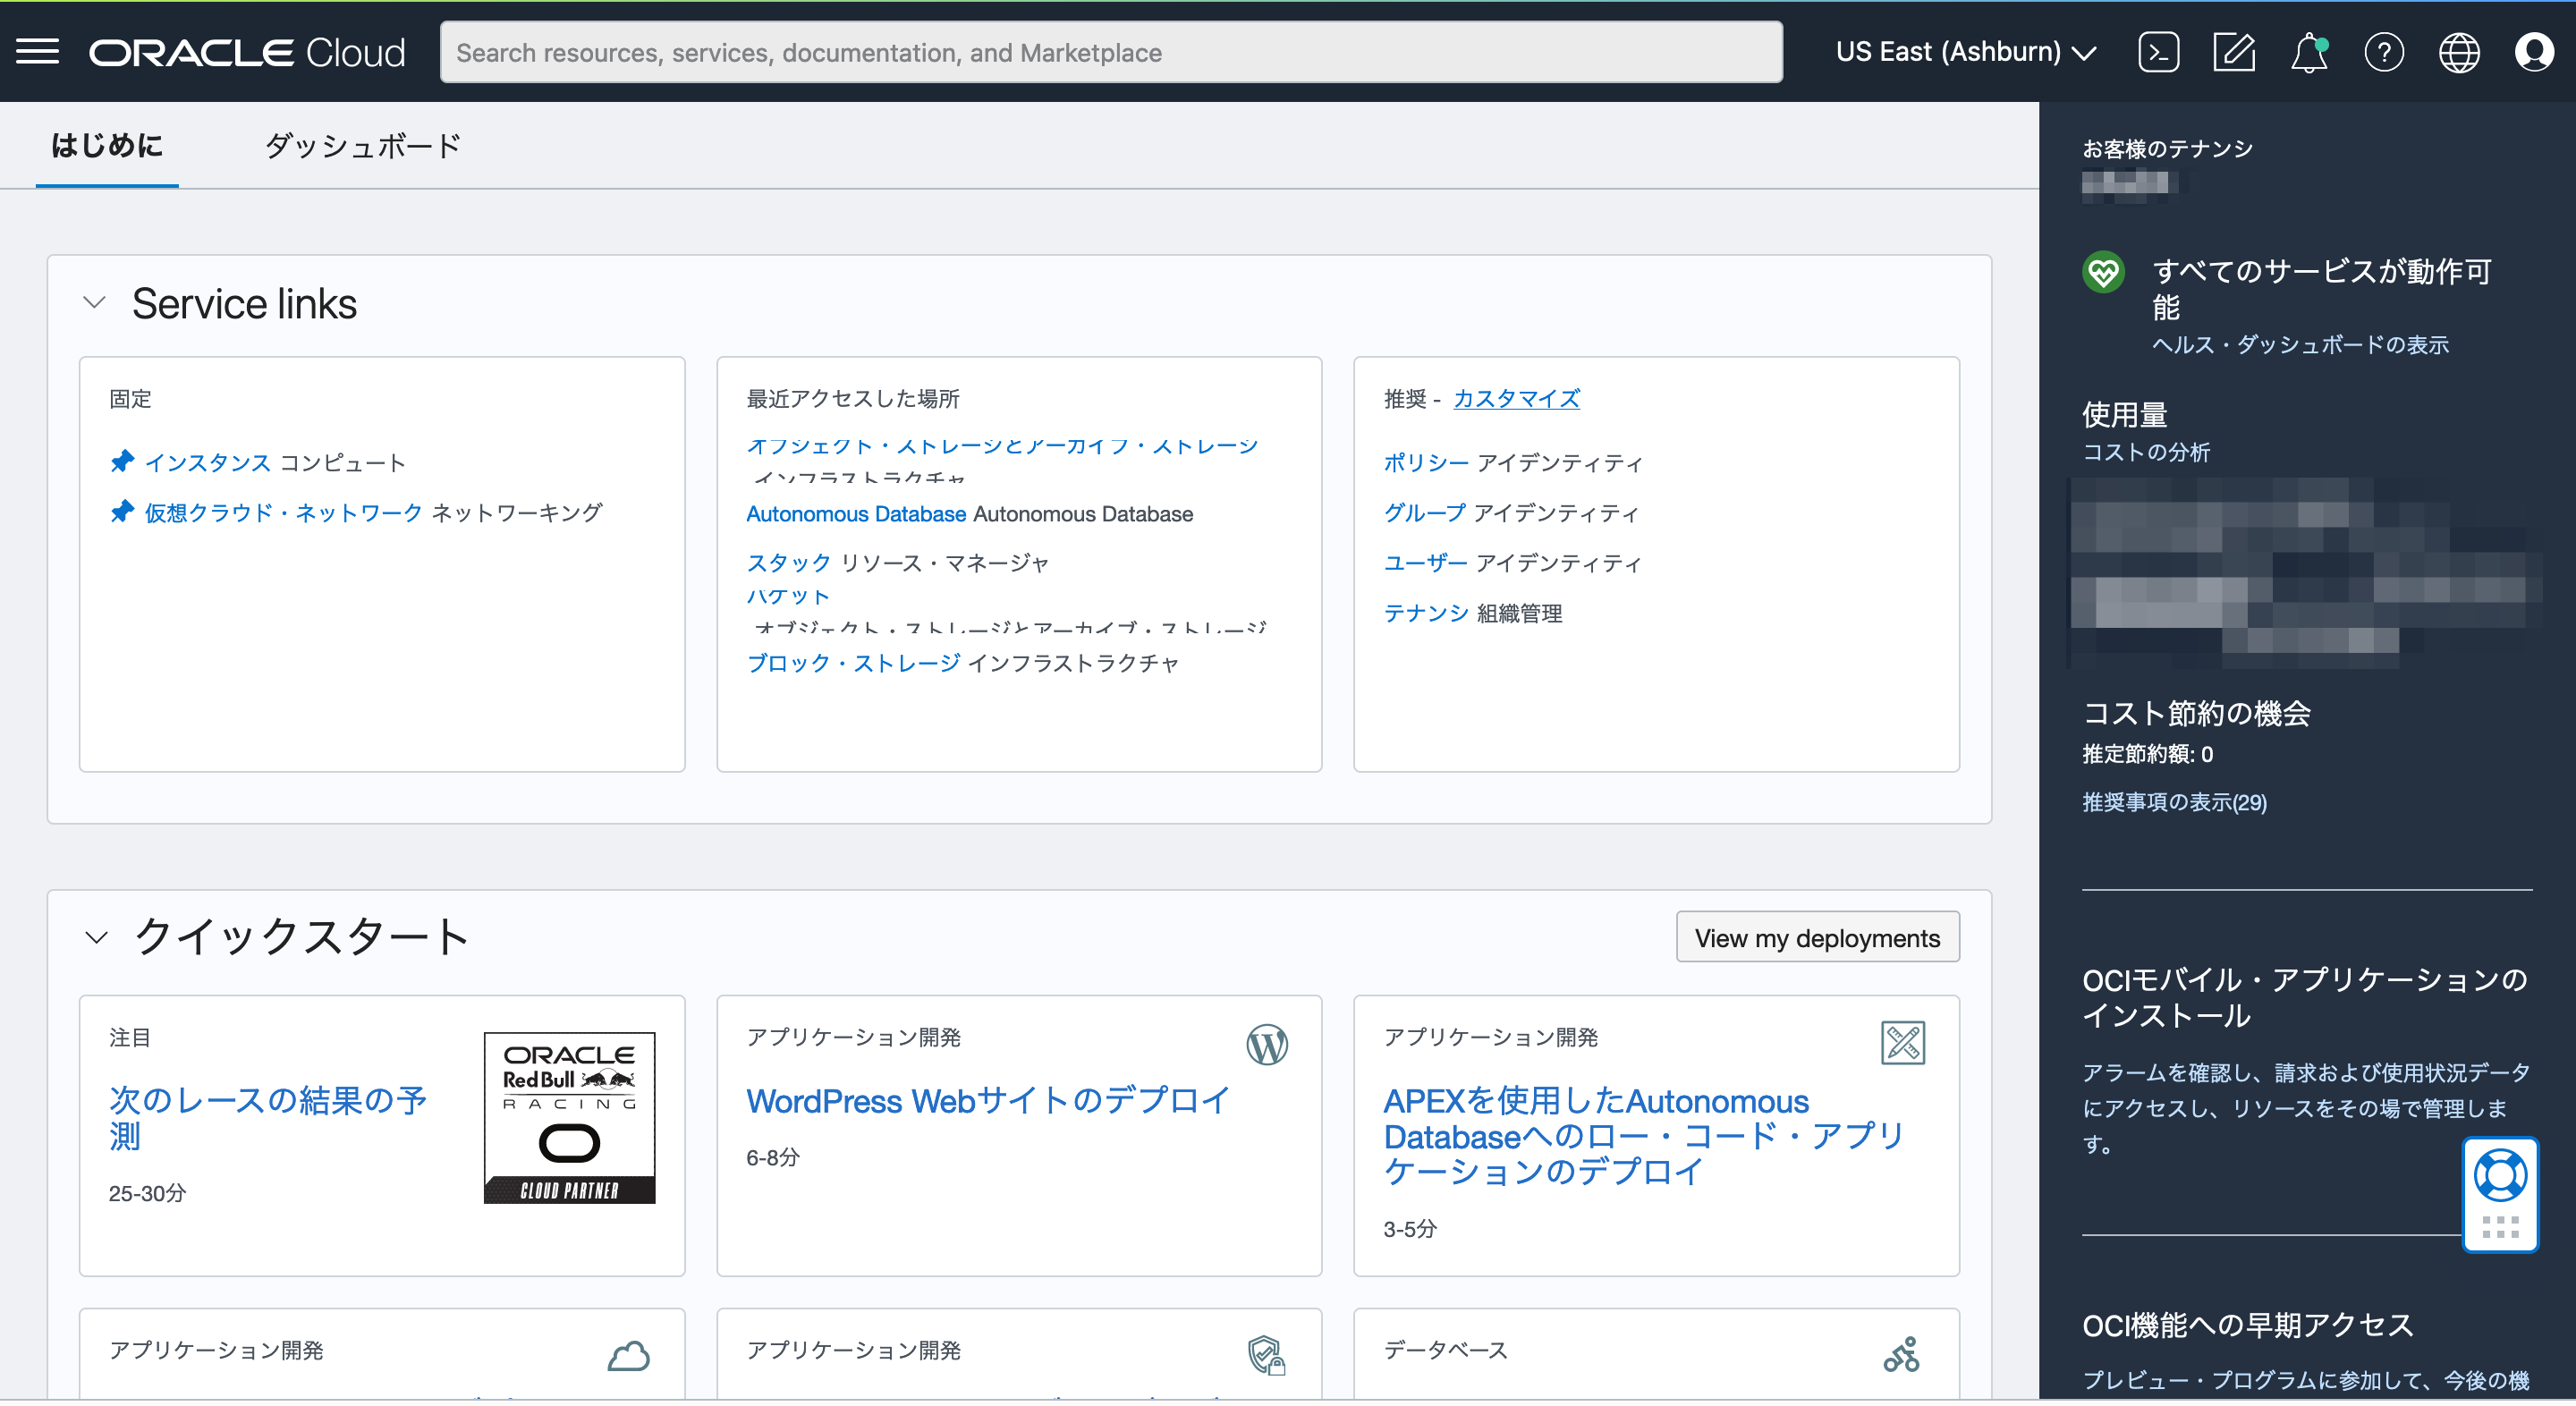 ORACLE Cloud
Search resources, services, documentation, and Marketplace
US East (Ashburn)
はじめに
ダッシュボード
Service links
固定
インスタンス コンピュート
仮想クラウド・ネットワーク ネットワーキング
最近アクセスした場所
オブジェクト・ストレージとアーカイブ・ストレージ
インフラストラクチャ
Autonomous Database Autonomous Database
スタック リソース・マネージャ
バケット
オブジェクト・ストレージとアーカイブ・ストレージ
ブロック・ストレージ インフラストラクチャ
推奨 - カスタマイズ
ポリシー アイデンティティ
グループ アイデンティティ
ユーザー アイデンティティ
テナンシ 組織管理
クイックスタート
View my deployments
注目
次のレースの結果の予
測
25-30分
ORACLE
Red Bull
RACING
CLOUD PARTNER
アプリケーション開発
WordPress Webサイトのデプロイ
6-8分
アプリケーション開発
APEXを使用したAutonomous
Databaseへのロー・コード・アプリ
ケーションのデプロイ
3-5分
アプリケーション開発
アプリケーション開発
データベース
お客様のテナンシ
すべてのサービスが動作可
能
ヘルス・ダッシュボードの表示
使用量
コストの分析
コスト節約の機会
推定節約額: 0
推奨事項の表示(29)
OCIモバイル・アプリケーションの
インストール
アラームを確認し、請求および使用状況データ
にアクセスし、リソースをその場で管理しま
す。
OCI機能への早期アクセス
プレビュー・プログラムに参加して、今後の機